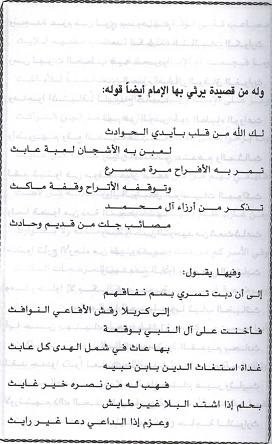 وله من قصيدة يرثي بها الإمام أيضاً قوله:
لك الله من قلب بأيدي الحوادث
لعبن به الأشجان لعبة عابث
تمر به الأفراح مرة مسرع
وتوقفه الأتراح وقفة ماكث
تذكر من أرزاء آل محمد
مصائب جلت من قديم وحادث
وفيها يقول:
إلى أن دبت تسري بسم نفاقهم
إلى كربلا رقش الأفاعي النوافث
فأخنت على آل النبي بوقعة
بها عاث في شمل الهدى كل عابث
غداة استغاث الدين بابن نبيه
فهب له من نصره خير غايث
بحلم إذا اشتد البلا غير طايش
وعزم إذا الداعي دعا غير رايث